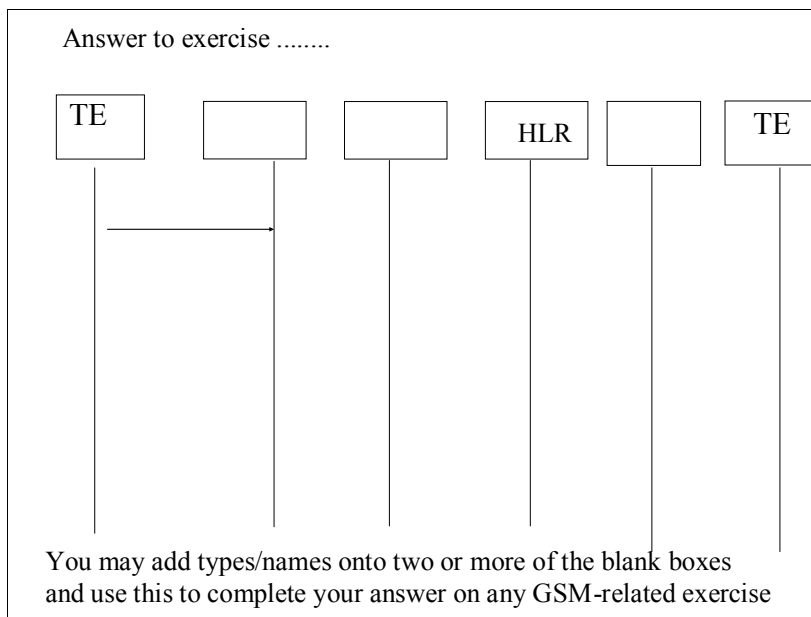 Answer to exercise ........
TE
HLR
TE
You may add types/names onto two or more of the blank boxes
and use this to complete your answer on any GSM-related exercise